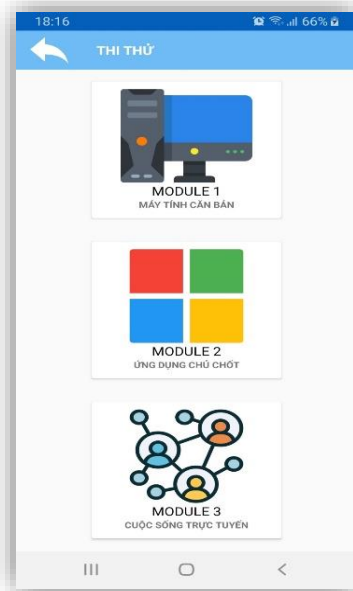 18:16
66%
THI THỬ
MODULE 1
MÁY TÍNH CĂN BẢN
MODULE 2
ỨNG DỤNG CHỦ CHỐT
MODULE 3
CUỘC SỐNG TRỰC TUYẾN